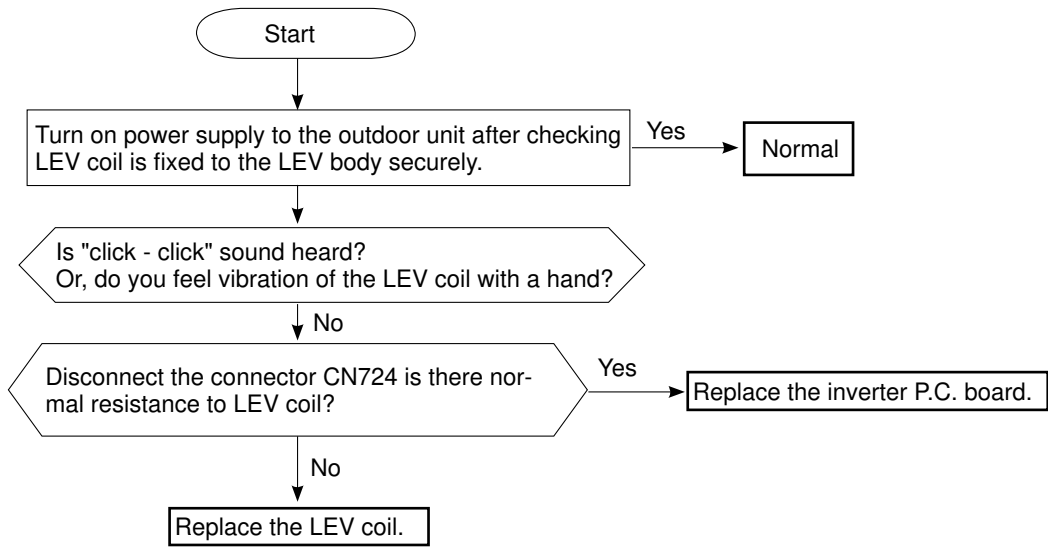 Start
Turn on power supply to the outdoor unit after checking
LEV coil is fixed to the LEV body securely.
Yes
Normal
Is "click - click" sound heard?
Or, do you feel vibration of the LEV coil with a hand?
No
Disconnect the connector CN724 is there nor-
mal resistance to LEV coil?
Yes
Replace the inverter P.C. board.
No
Replace the LEV coil.